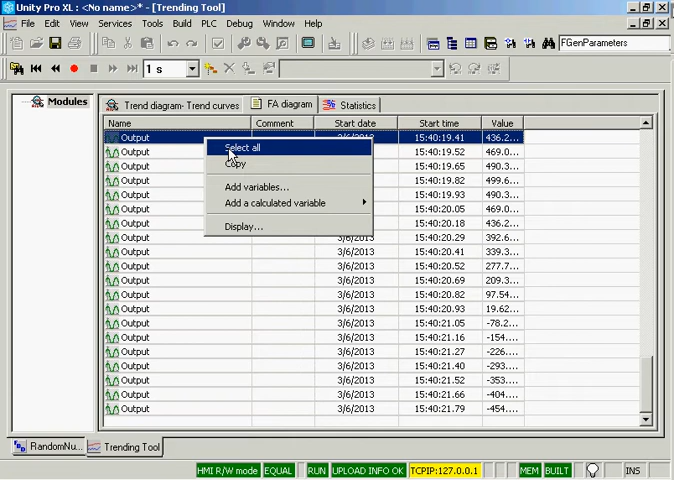 Unity Pro XL : <No name>* - [Trending Tool]
File Edit View Services Tools Build PLC Debug Window Help
FGenParameters
1 s
Modules
Trend diagram- Trend curves FA diagram Statistics
Name Comment Start date Start time Value
Output 3/6/2013 15:40:19.41 436.2...
Output 15:40:19.52 469.0...
Output 15:40:19.65 490.3...
Output 15:40:19.82 499.6...
Output 15:40:19.93 490.3...
Output 15:40:20.05 469.0...
Output 15:40:20.18 436.2...
Output 3/6/2013 15:40:20.29 392.6...
Output 3/6/2013 15:40:20.41 339.3...
Output 3/6/2013 15:40:20.52 277.7...
Output 3/6/2013 15:40:20.69 209.3...
Output 3/6/2013 15:40:20.82 97.54...
Output 3/6/2013 15:40:20.93 19.62...
Output 3/6/2013 15:40:21.05 -78.2...
Output 3/6/2013 15:40:21.16 -154....
Output 3/6/2013 15:40:21.27 -226....
Output 3/6/2013 15:40:21.40 -293....
Output 3/6/2013 15:40:21.52 -353....
Output 3/6/2013 15:40:21.66 -404....
Output 3/6/2013 15:40:21.79 -454....
Select all
Copy
Add variables...
Add a calculated variable
Display...
RandomNu... Trending Tool
HMI R/W mode EQUAL RUN UPLOAD INFO OK TCPIP:127.0.0.1 MEM BUILT INS